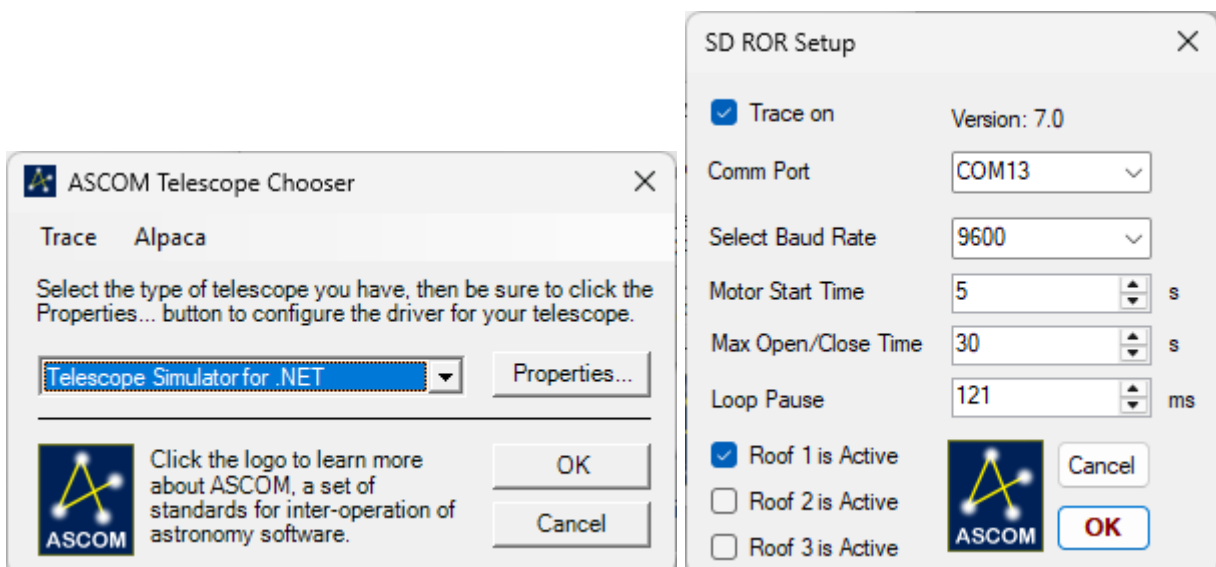 ASCOM Telescope Chooser
Trace Alpaca
Select the type of telescope you have, then be sure to click the
Properties... button to configure the driver for your telescope.
Telescope Simulator for .NET
Properties...
ASCOM
Click the logo to learn more
about ASCOM, a set of
standards for inter-operation of
astronomy software.
OK
Cancel
SD ROR Setup
Trace on Version: 7.0
Comm Port COM13
Select Baud Rate 9600
Motor Start Time 5 s
Max Open/Close Time 30 s
Loop Pause 121 ms
Roof 1 is Active
Roof 2 is Active
Roof 3 is Active
ASCOM
Cancel
OK